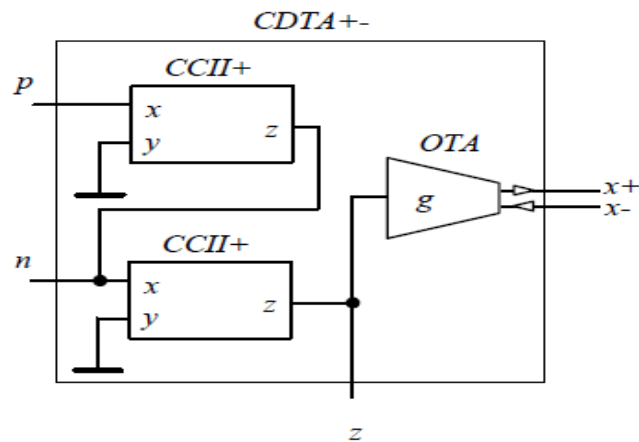 CDTA+-
CCII+
p
x
z
y
OTA
g
x+
x-
n
CCII+
x
z
y
z